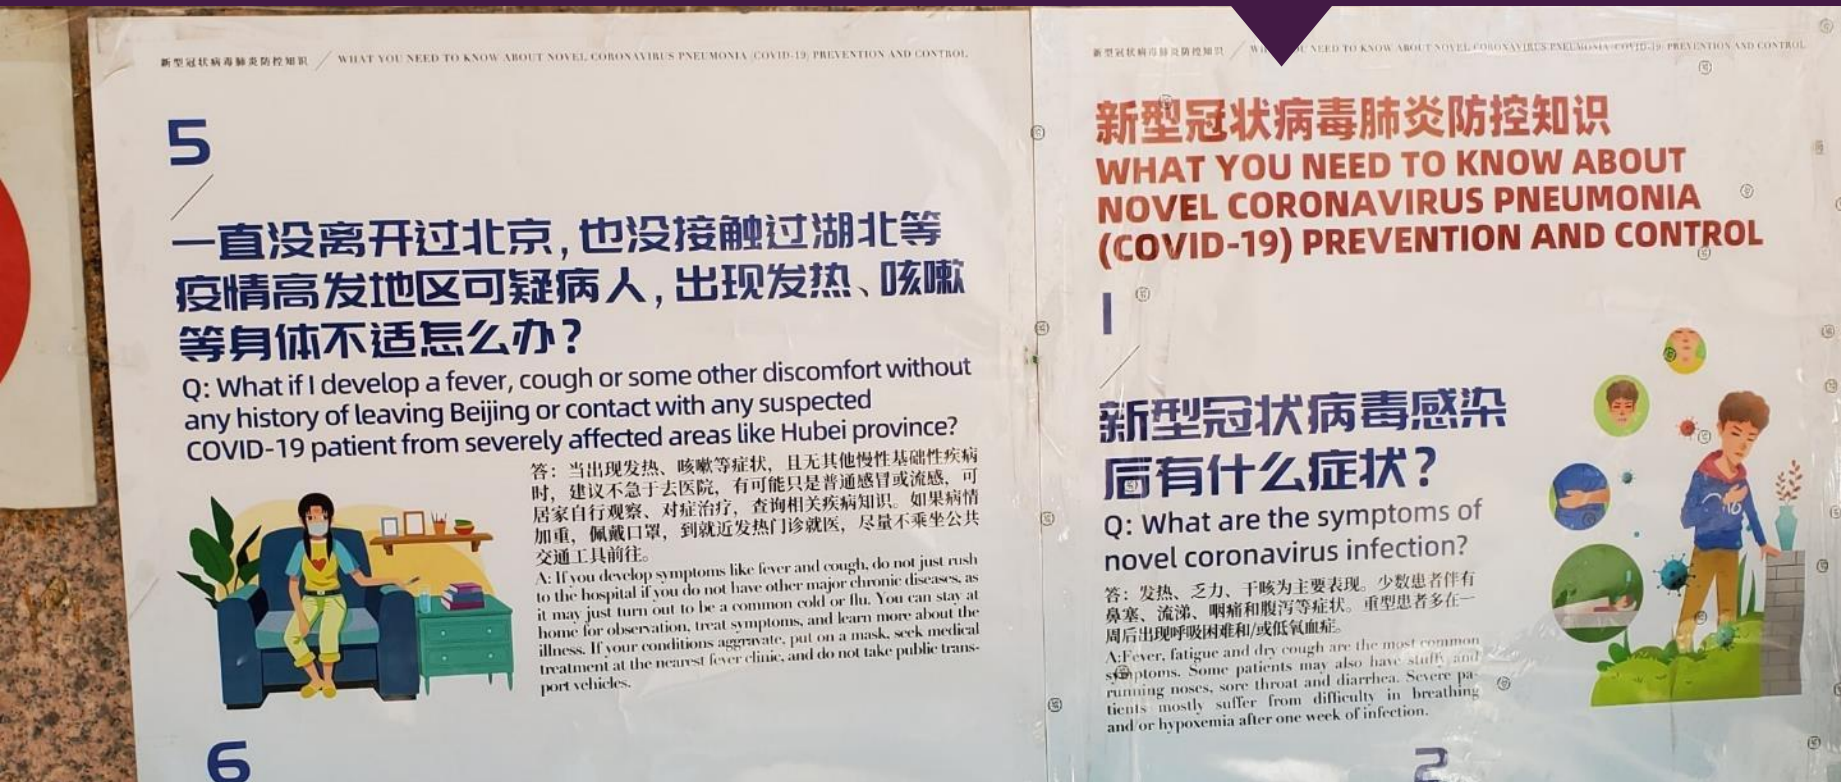 新型冠状病毒肺炎防控知识 / WHAT YOU NEED TO KNOW ABOUT NOVEL CORONAVIRUS PNEUMONIA (COVID-19) PREVENTION AND CONTROL
5
一直没离开过北京,也没接触过湖北等
疫情高发地区可疑病人,出现发热、咳嗽
等身体不适怎么办?
Q: What if I develop a fever, cough or some other discomfort without
any history of leaving Beijing or contact with any suspected
COVID-19 patient from severely affected areas like Hubei province?
答：当出现发热、咳嗽等症状，且无其他慢性基础性疾病
时，建议不急于去医院，有可能只是普通感冒或流感，可
居家自行观察、对症治疗，查询相关疾病知识。如果病情
加重，佩戴口罩，到就近发热门诊就医，尽量不乘坐公共
交通工具前往。
A: If you develop symptoms like fever and cough, do not just rush
to the hospital if you do not have other major chronic diseases, as
it may just turn out to be a common cold or flu. You can stay at
home for observation, treat symptoms, and learn more about the
illness. If your conditions aggravate, put on a mask, seek medical
treatment at the nearest fever clinic, and do not take public trans-
port vehicles.
6
新型冠状病毒肺炎防控知识 / YOU NEED TO KNOW ABOUT NOVEL CORONAVIRUS PNEUMONIA (COVID-19) PREVENTION AND CONTROL
新型冠状病毒肺炎防控知识
WHAT YOU NEED TO KNOW ABOUT
NOVEL CORONAVIRUS PNEUMONIA
(COVID-19) PREVENTION AND CONTROL
1
新型冠状病毒感染
后有什么症状?
Q: What are the symptoms of
novel coronavirus infection?
答：发热、乏力、干咳为主要表现。少数患者伴有
鼻塞、流涕、咽痛和腹泻等症状。重型患者多在一
周后出现呼吸困难和/或低氧血症。
A:Fever, fatigue and dry cough are the most common
symptoms. Some patients may also have stuffy and
running noses, sore throat and diarrhea. Severe pa-
tients mostly suffer from difficulty in breathing
and/or hypoxemia after one week of infection.
2